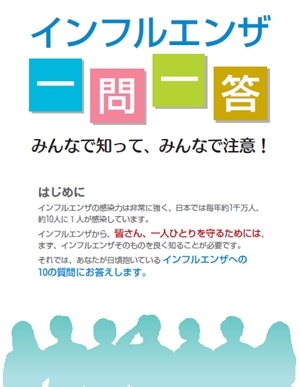 インフルエンザ
一問一答
みんなで知って、みんなで注意！
はじめに
インフルエンザの感染力は非常に強く、日本では毎年約1千万人、
約10人に1人が感染しています。
インフルエンザから、皆さん、一人ひとりを守るためには、
まず、インフルエンザそのものを良く知ることが必要です。
それでは、あなたが日頃抱いているインフルエンザへの
10の質問にお答えします。